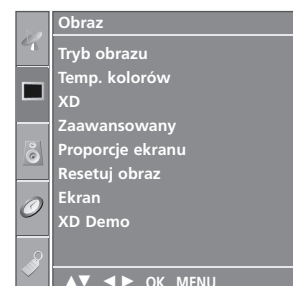 Obraz
Tryb obrazu
Temp. kolorów
XD
Zaawansowany
Proporcje ekranu
Resetuj obraz
Ekran
XD Demo
▲▼ ◄► OK MENU